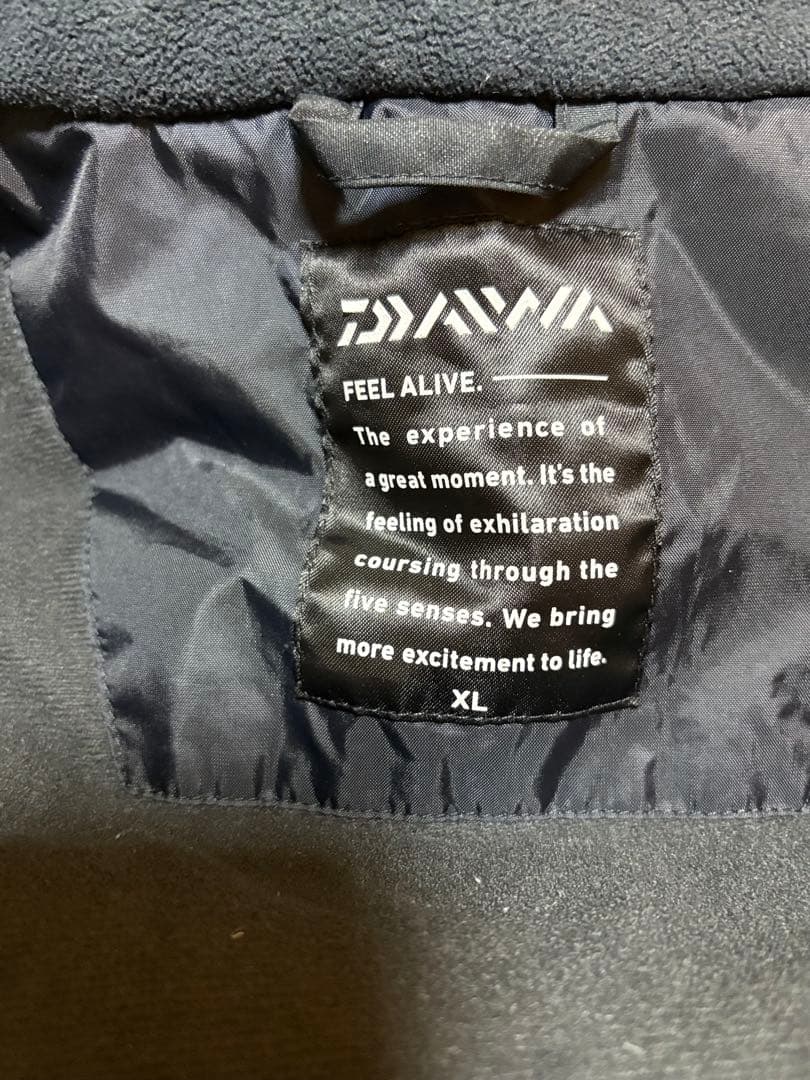 DAIWA
FEEL ALIVE.
The experience of
a great moment. It's the
feeling of exhilaration
coursing through the
five senses. We bring
more excitement to life.
XL